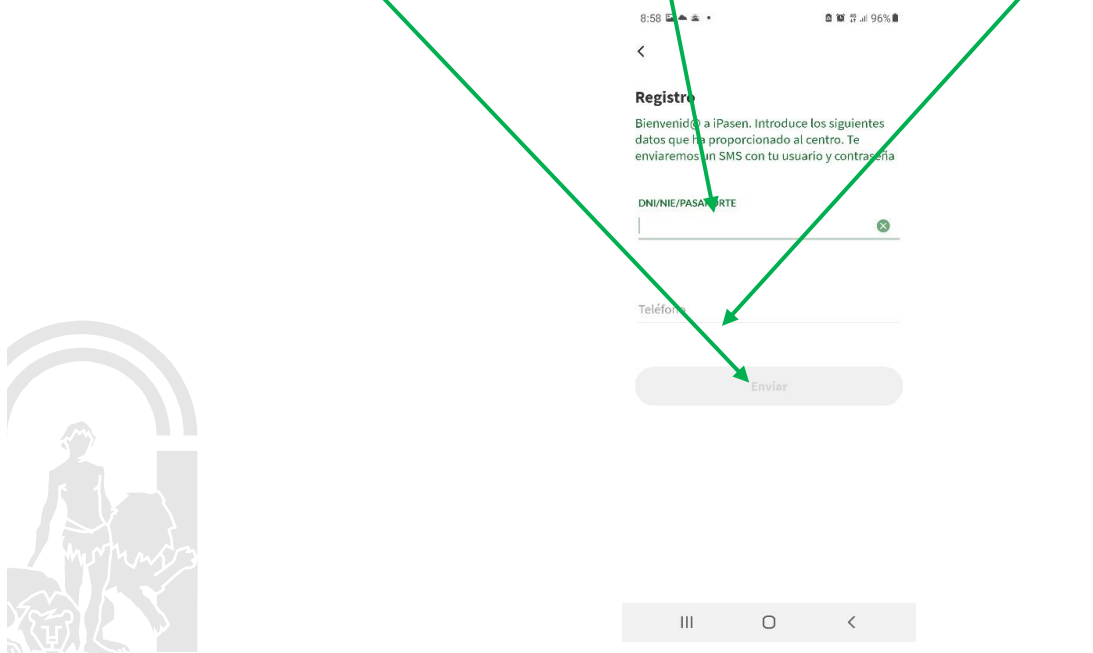 8:58
96%
Registro
Bienvenid@ a iPasen. Introduce los siguientes
datos que ha proporcionado al centro. Te
enviaremos un SMS con tu usuario y contraseña
DNI/NIE/PASAPORTE
Teléfono
Enviar